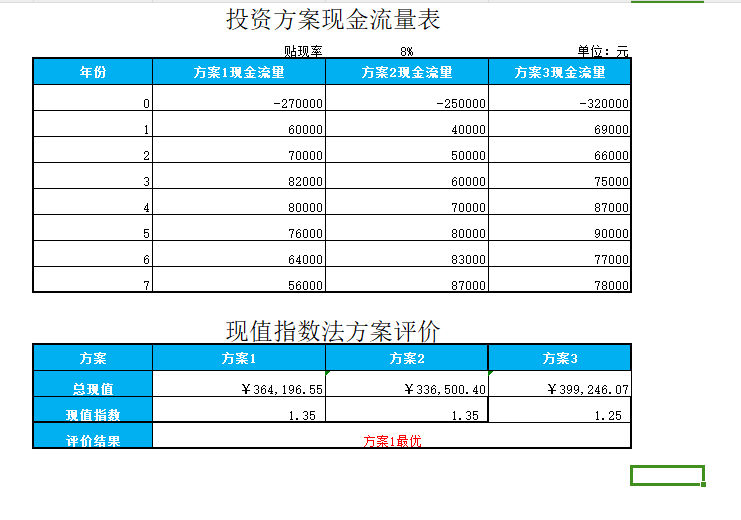 投资方案现金流量表
贴现率 8% 单位：元
年份 方案1现金流量 方案2现金流量 方案3现金流量
0 -270000 -250000 -320000
1 60000 40000 69000
2 70000 50000 66000
3 82000 60000 75000
4 80000 70000 87000
5 76000 80000 90000
6 64000 83000 77000
7 56000 87000 78000
现值指数法方案评价
方案 方案1 方案2 方案3
总现值 ￥364,196.55 ￥336,500.40 ￥399,246.07
现值指数 1.35 1.35 1.25
评价结果 方案1最优